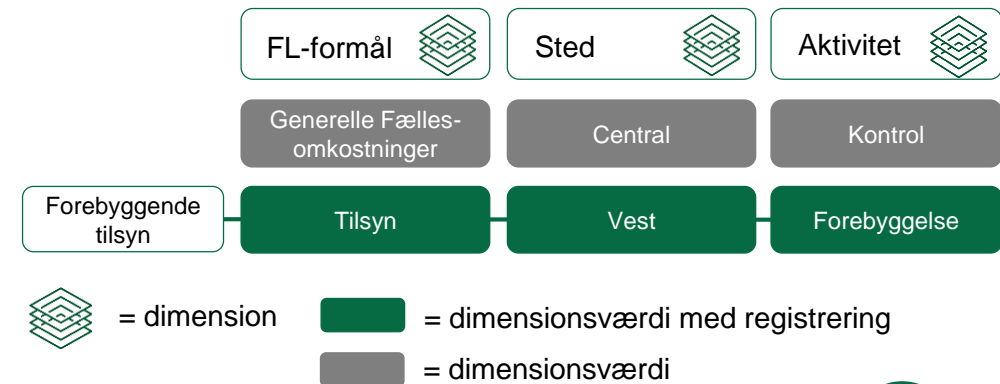 FL-formål
Sted
Aktivitet
Generelle Fælles-
omkostninger
Central
Kontrol
Forebyggende
tilsyn
Tilsyn
Vest
Forebyggelse
= dimension
= dimensionsværdi med registrering
= dimensionsværdi